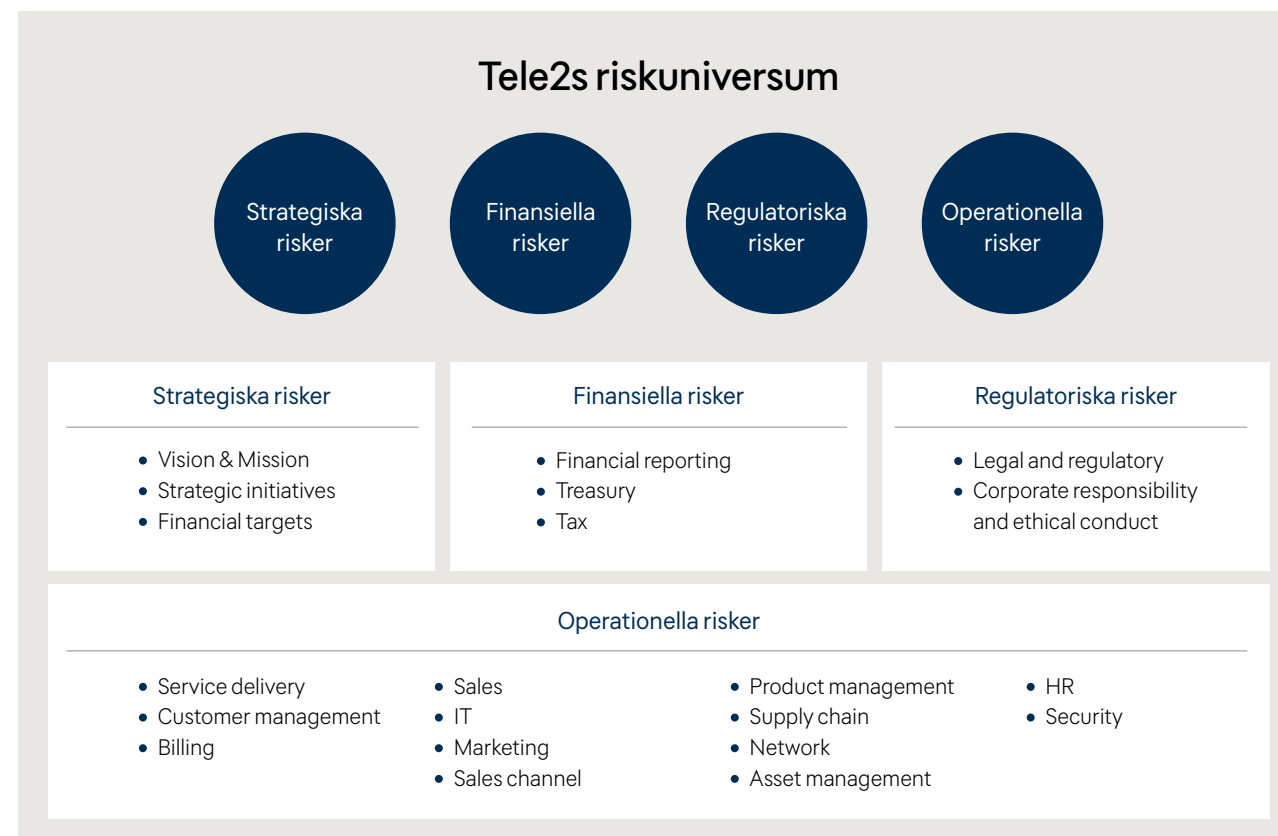 Tele2s riskuniversum
Strategiska
risker
Finansiella
risker
Regulatoriska
risker
Operationella
risker
Strategiska risker
• Vision & Mission
• Strategic initiatives
• Financial targets
Finansiella risker
• Financial reporting
• Treasury
• Tax
Regulatoriska risker
• Legal and regulatory
• Corporate responsibility
and ethical conduct
Operationella risker
• Service delivery
• Customer management
• Billing
• Sales
• IT
• Marketing
• Sales channel
• Product management
• Supply chain
• Network
• Asset management
• HR
• Security